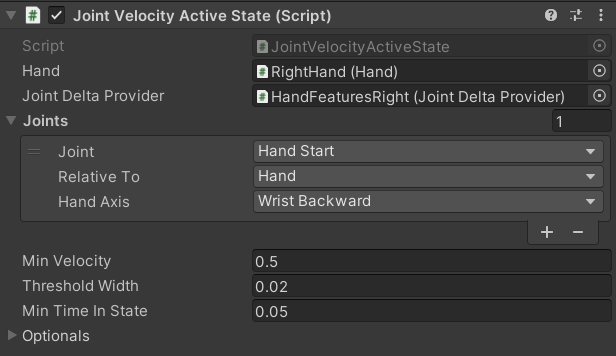 Joint Velocity Active State (Script)
Script # JointVelocityActiveState
Hand # RightHand (Hand)
Joint Delta Provider # HandFeaturesRight (Joint Delta Provider)
Joints 1
Joint Hand Start
Relative To Hand
Hand Axis Wrist Backward
+ −
Min Velocity 0.5
Threshold Width 0.02
Min Time In State 0.05
Optionals